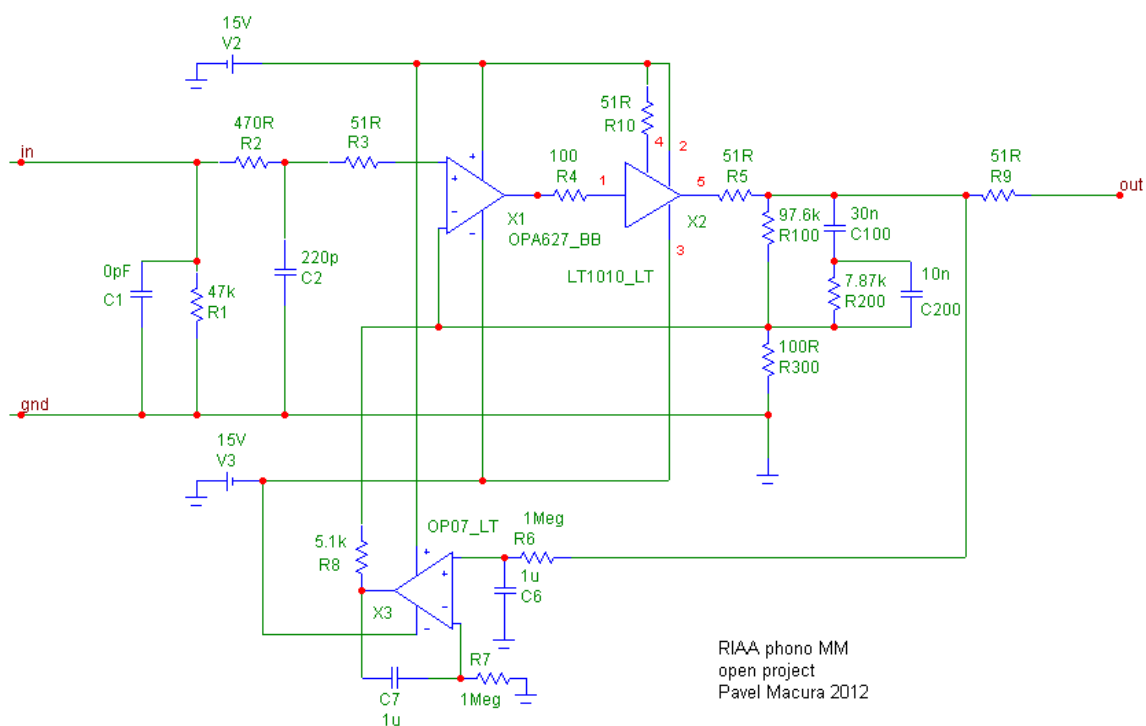 15V
V2
51R
R10
4
2
in
470R
R2
51R
R3
100
R4
1
5
51R
R5
51R
R9
out
X1
OPA627_BB
X2
3
LT1010_LT
97.6k
R100
30n
C100
0pF
C1
47k
R1
220p
C2
7.87k
R200
10n
C200
100R
R300
gnd
15V
V3
5.1k
R8
OP07_LT
X3
1Meg
R6
1u
C6
R7
1Meg
C7
1u
RIAA phono MM
open project
Pavel Macura 2012